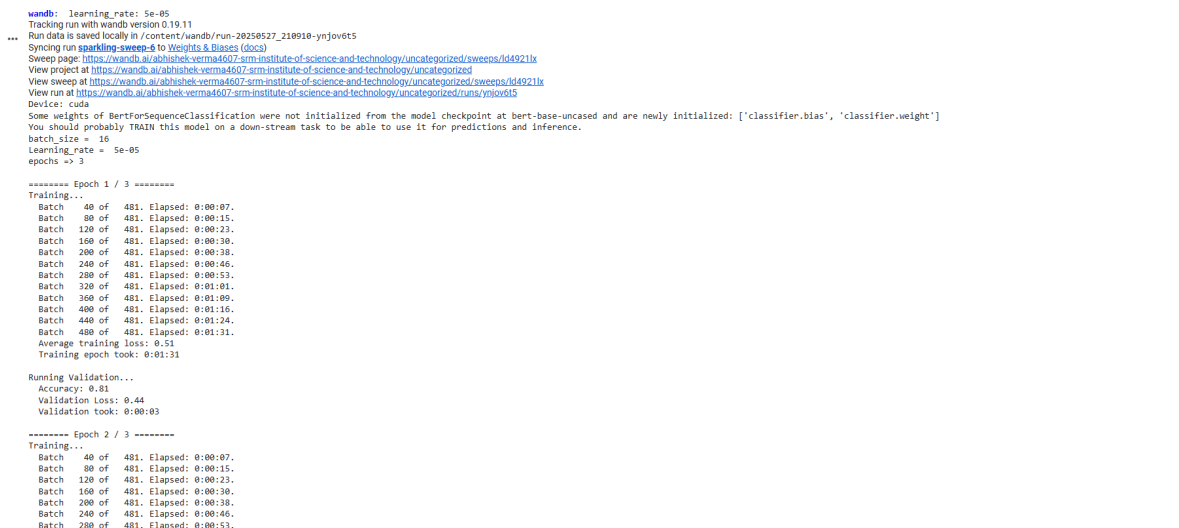 wandb: learning_rate: 5e-05
Tracking run with wandb version 0.19.11
Run data is saved locally in /content/wandb/run-20250527_210910-ynjov6t5
Syncing run sparkling-sweep-6 to Weights & Biases (docs)
Sweep page: https://wandb.ai/abhishek-verma4607-srm-institute-of-science-and-technology/uncategorized/sweeps/ld4921lx
View project at https://wandb.ai/abhishek-verma4607-srm-institute-of-science-and-technology/uncategorized
View sweep at https://wandb.ai/abhishek-verma4607-srm-institute-of-science-and-technology/uncategorized/sweeps/ld4921lx
View run at https://wandb.ai/abhishek-verma4607-srm-institute-of-science-and-technology/uncategorized/runs/ynjov6t5
Device: cuda
Some weights of BertForSequenceClassification were not initialized from the model checkpoint at bert-base-uncased and are newly initialized: ['classifier.bias', 'classifier.weight']
You should probably TRAIN this model on a down-stream task to be able to use it for predictions and inference.
batch_size =  16
Learning_rate =  5e-05
epochs => 3
======== Epoch 1 / 3 ========
Training...
Batch    40 of   481. Elapsed: 0:00:07.
Batch    80 of   481. Elapsed: 0:00:15.
Batch   120 of   481. Elapsed: 0:00:23.
Batch   160 of   481. Elapsed: 0:00:30.
Batch   200 of   481. Elapsed: 0:00:38.
Batch   240 of   481. Elapsed: 0:00:46.
Batch   280 of   481. Elapsed: 0:00:53.
Batch   320 of   481. Elapsed: 0:01:01.
Batch   360 of   481. Elapsed: 0:01:09.
Batch   400 of   481. Elapsed: 0:01:16.
Batch   440 of   481. Elapsed: 0:01:24.
Batch   480 of   481. Elapsed: 0:01:31.
Average training loss: 0.51
Training epoch took: 0:01:31
Running Validation...
Accuracy: 0.81
Validation Loss: 0.44
Validation took: 0:00:03
======== Epoch 2 / 3 ========
Training...
Batch    40 of   481. Elapsed: 0:00:07.
Batch    80 of   481. Elapsed: 0:00:15.
Batch   120 of   481. Elapsed: 0:00:23.
Batch   160 of   481. Elapsed: 0:00:30.
Batch   200 of   481. Elapsed: 0:00:38.
Batch   240 of   481. Elapsed: 0:00:46.
Batch   280 of   481. Elapsed: 0:00:53.